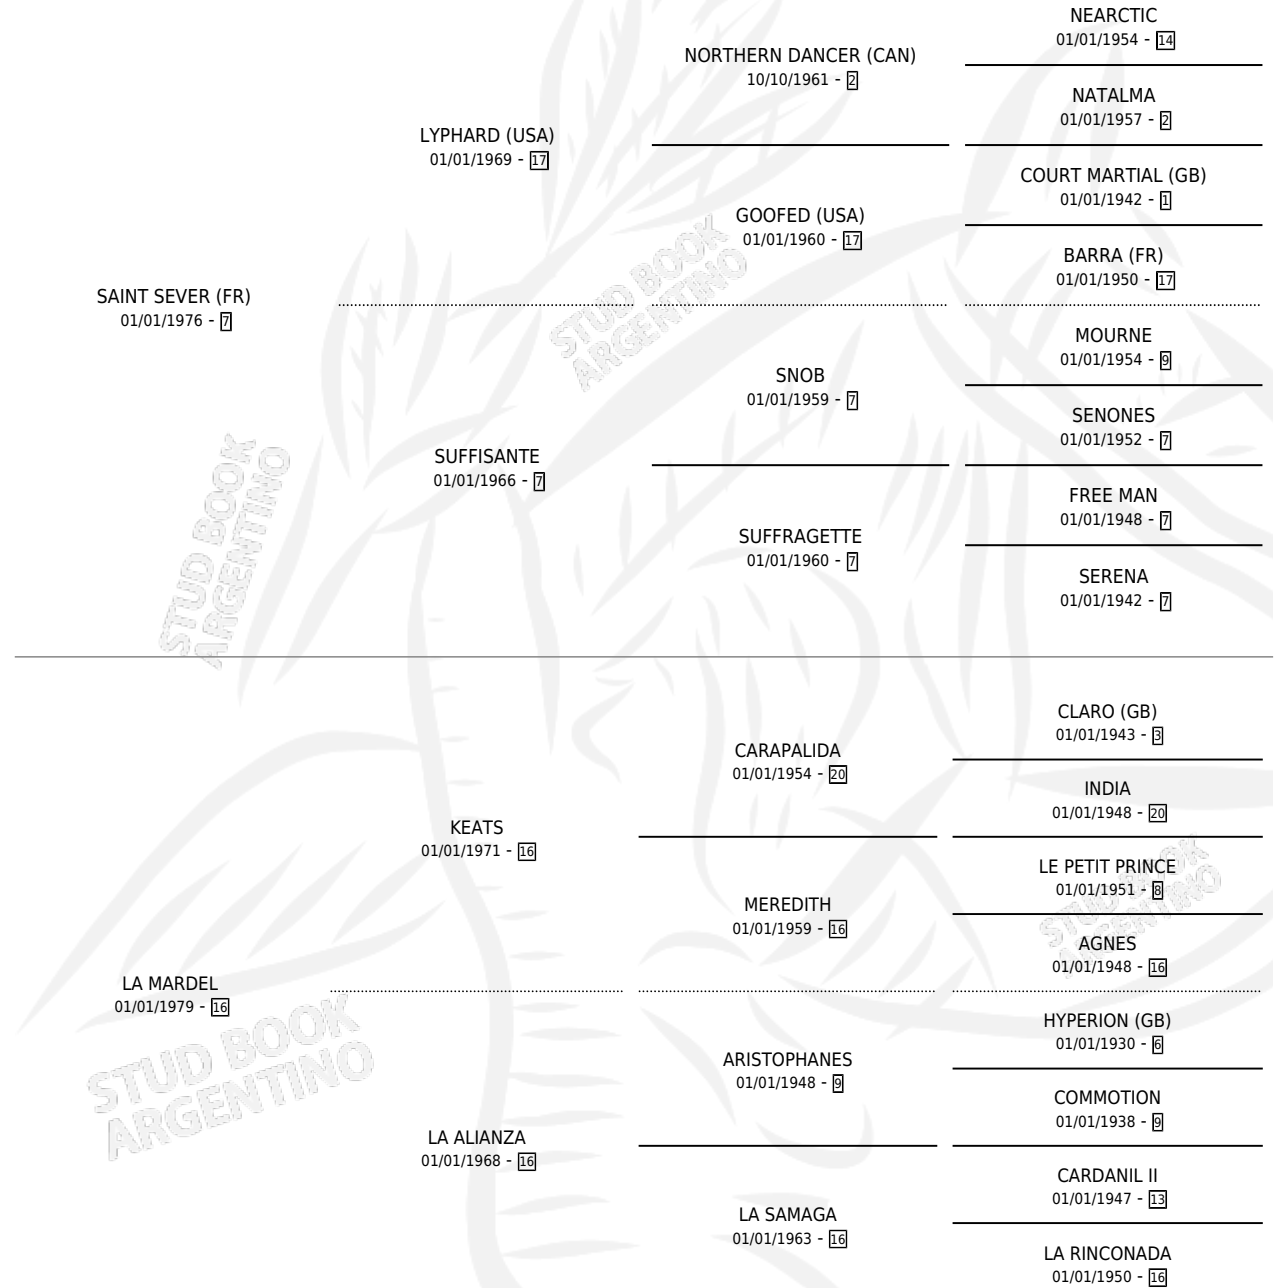 NEARCTIC
01/01/1954 - 14
NORTHERN DANCER (CAN)
10/10/1961 - 2
NATALMA
01/01/1957 - 2
LYPHARD (USA)
01/01/1969 - 17
COURT MARTIAL (GB)
01/01/1942 - 1
GOOFED (USA)
01/01/1960 - 17
BARRA (FR)
01/01/1950 - 17
SAINT SEVER (FR)
01/01/1976 - 7
STUD BOOK
ARGENTINO
MOURNE
01/01/1954 - 9
SNOB
01/01/1959 - 7
SENONES
01/01/1952 - 7
SUFFISANTE
01/01/1966 - 7
FREE MAN
01/01/1948 - 7
SUFFRAGETTE
01/01/1960 - 7
SERENA
01/01/1942 - 7
STUD BOOK
ARGENTINO
CLARO (GB)
01/01/1943 - 3
CARAPALIDA
01/01/1954 - 20
INDIA
01/01/1948 - 20
KEATS
01/01/1971 - 16
LE PETIT PRINCE
01/01/1951 - 8
MEREDITH
01/01/1959 - 16
AGNES
01/01/1948 - 16
STUD BOOK
ARGENTINO
LA MARDEL
01/01/1979 - 16
HYPERION (GB)
01/01/1930 - 6
ARISTOPHANES
01/01/1948 - 9
COMMOTION
01/01/1938 - 9
STUD BOOK
ARGENTINO
LA ALIANZA
01/01/1968 - 16
CARDANIL II
01/01/1947 - 13
LA SAMAGA
01/01/1963 - 16
LA RINCONADA
01/01/1950 - 16